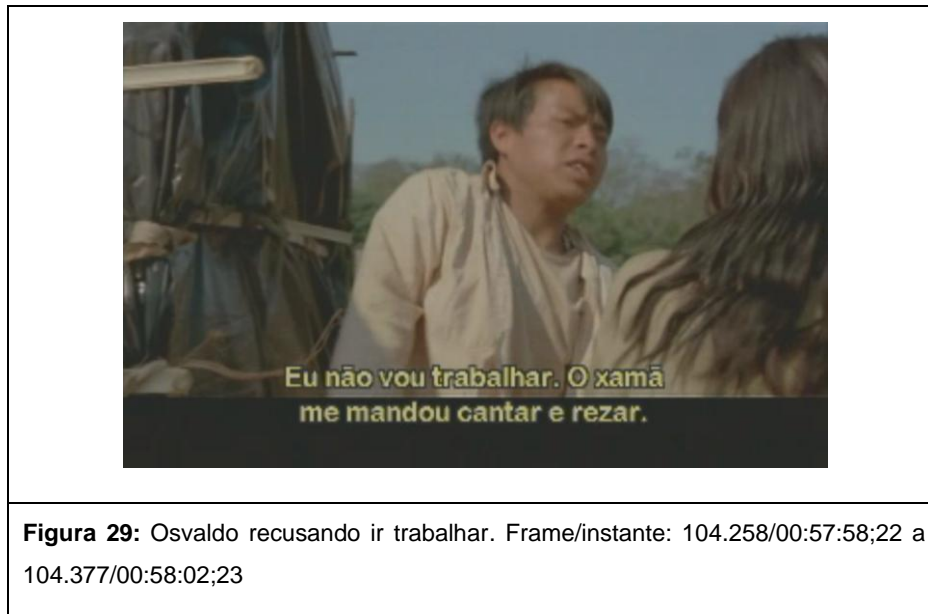 Eu não vou trabalhar. O xamã
me mandou cantar e rezar.
Figura 29: Osvaldo recusando ir trabalhar. Frame/instante: 104.258/00:57:58;22 a
104.377/00:58:02;23